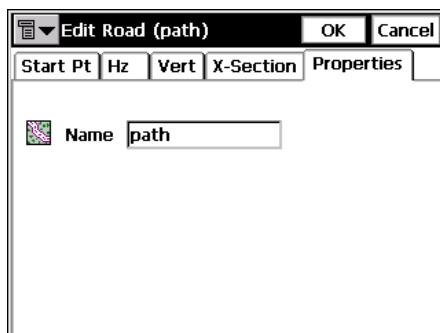 Edit Road (path) OK Cancel
Start Pt Hz Vert X-Section Properties
Name path